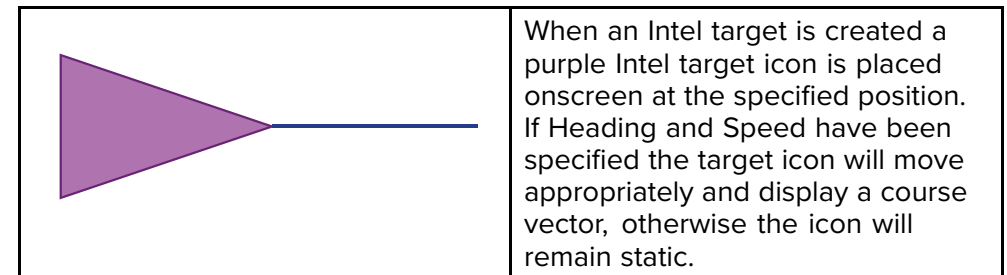 When an Intel target is created a
purple Intel target icon is placed
onscreen at the specified position.
If Heading and Speed have been
specified the target icon will move
appropriately and display a course
vector, otherwise the icon will
remain static.